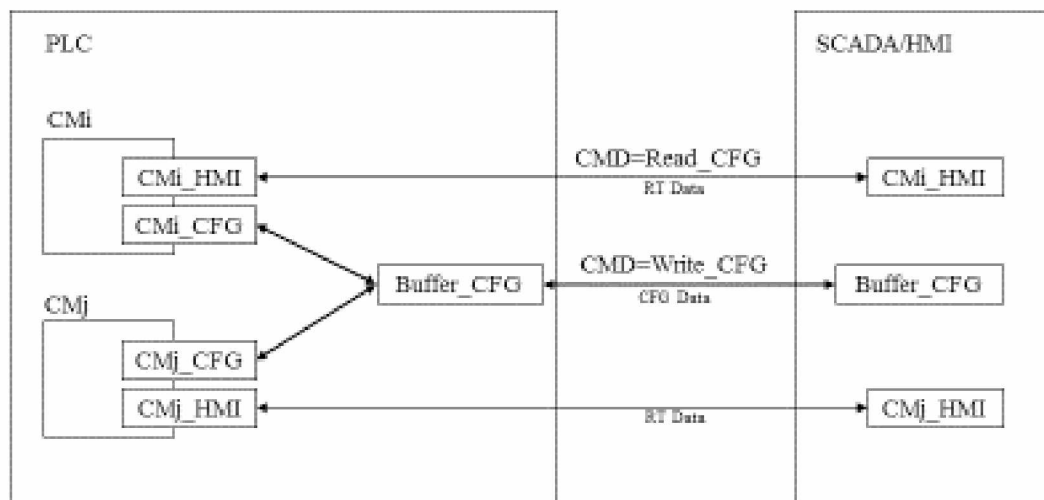 PLC
SCADA/HMI
CMi
CMi_HMI
CMD=Read_CFG
RT Data
CMi_HMI
CMi_CFG
Buffer_CFG
CMD=Write_CFG
CFG Data
Buffer_CFG
CMj
CMj_CFG
CMj_HMI
RT Data
CMj_HMI